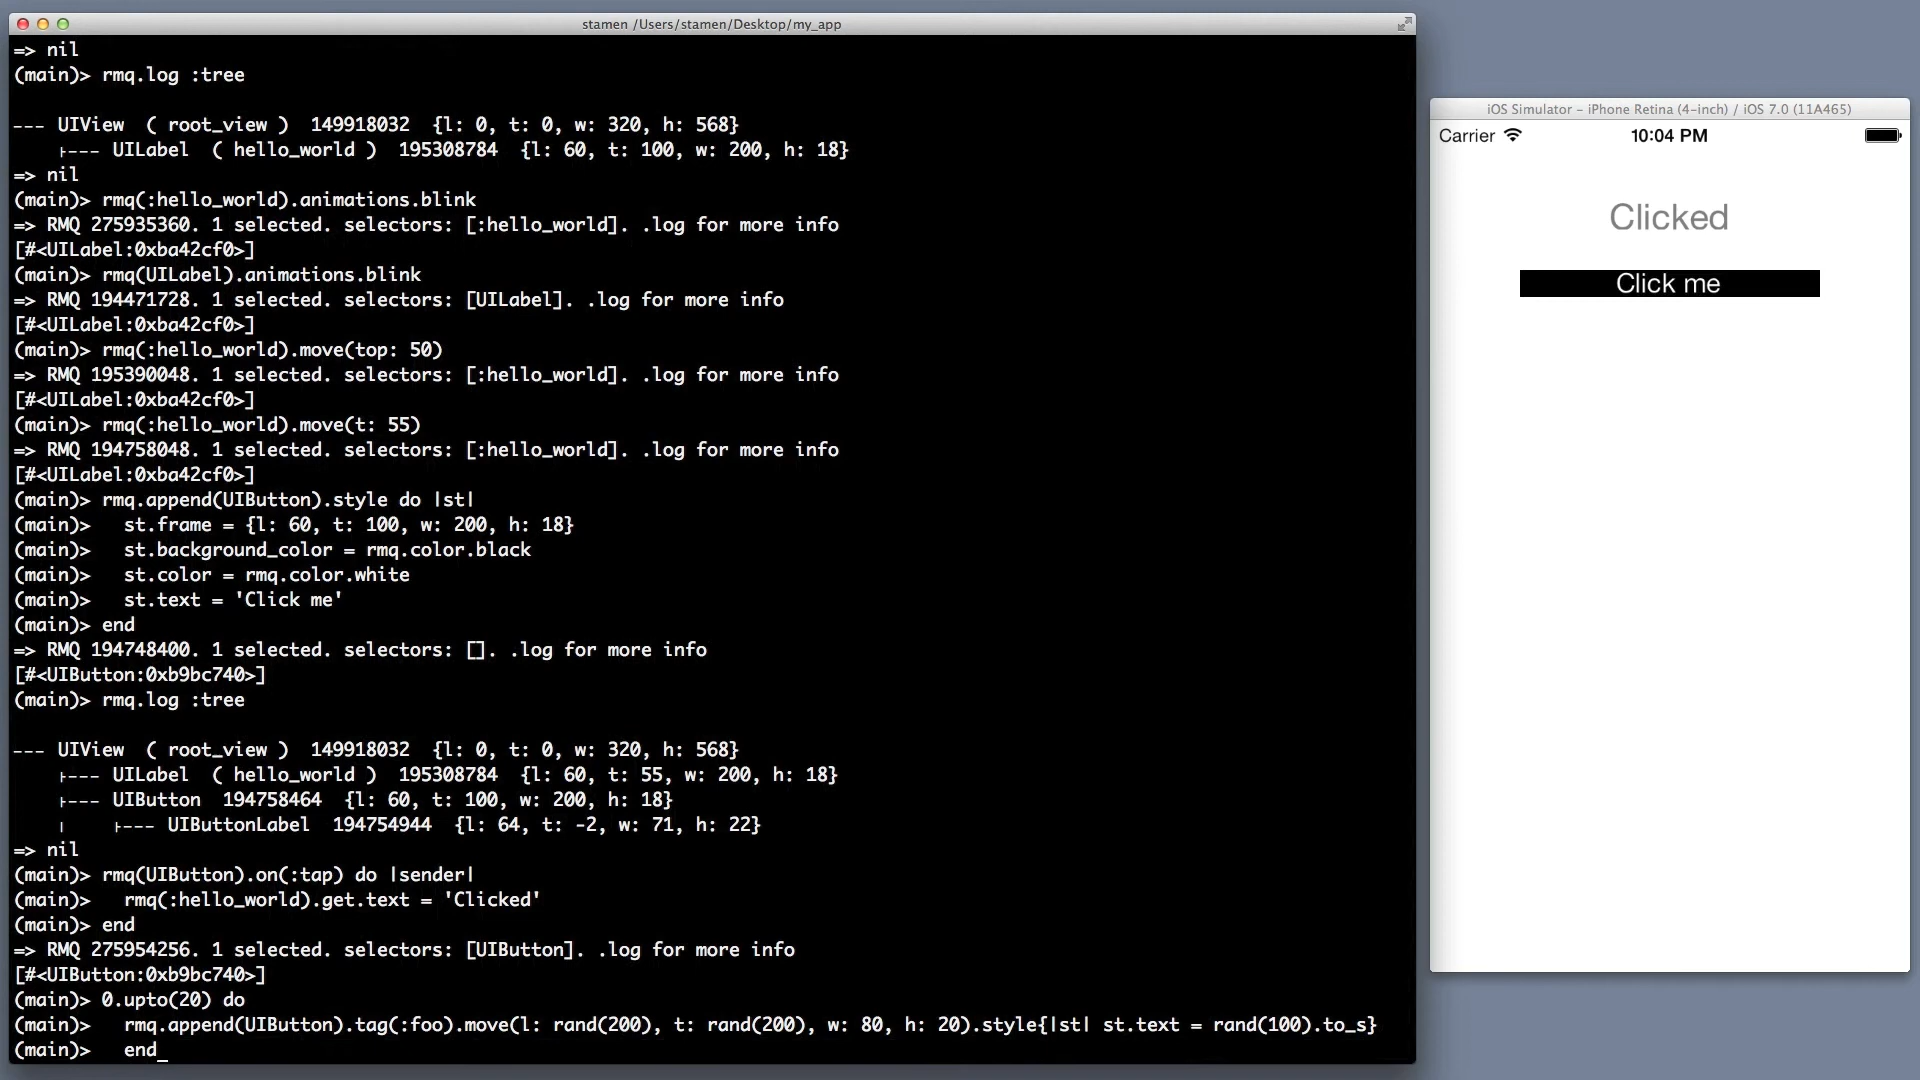 stamen /Users/stamen/Desktop/my_app
=> nil
(main)> rmq.log :tree
--- UIView  ( root_view )  149918032  {l: 0, t: 0, w: 320, h: 568}
    ├--- UILabel  ( hello_world )  195308784  {l: 60, t: 100, w: 200, h: 18}
=> nil
(main)> rmq(:hello_world).animations.blink
=> RMQ 275935360. 1 selected. selectors: [:hello_world]. .log for more info
[#<UILabel:0xba42cf0>]
(main)> rmq(UILabel).animations.blink
=> RMQ 194471728. 1 selected. selectors: [UILabel]. .log for more info
[#<UILabel:0xba42cf0>]
(main)> rmq(:hello_world).move(top: 50)
=> RMQ 195390048. 1 selected. selectors: [:hello_world]. .log for more info
[#<UILabel:0xba42cf0>]
(main)> rmq(:hello_world).move(t: 55)
=> RMQ 194758048. 1 selected. selectors: [:hello_world]. .log for more info
[#<UILabel:0xba42cf0>]
(main)> rmq.append(UIButton).style do |st|
(main)>   st.frame = {l: 60, t: 100, w: 200, h: 18}
(main)>   st.background_color = rmq.color.black
(main)>   st.color = rmq.color.white
(main)>   st.text = 'Click me'
(main)> end
=> RMQ 194748400. 1 selected. selectors: []. .log for more info
[#<UIButton:0xb9bc740>]
(main)> rmq.log :tree
--- UIView  ( root_view )  149918032  {l: 0, t: 0, w: 320, h: 568}
    ├--- UILabel  ( hello_world )  195308784  {l: 60, t: 55, w: 200, h: 18}
    ├--- UIButton  194758464  {l: 60, t: 100, w: 200, h: 18}
    |    ├--- UIButtonLabel  194754944  {l: 64, t: -2, w: 71, h: 22}
=> nil
(main)> rmq(UIButton).on(:tap) do |sender|
(main)>   rmq(:hello_world).get.text = 'Clicked'
(main)> end
=> RMQ 275954256. 1 selected. selectors: [UIButton]. .log for more info
[#<UIButton:0xb9bc740>]
(main)> 0.upto(20) do
(main)>   rmq.append(UIButton).tag(:foo).move(l: rand(200), t: rand(200), w: 80, h: 20).style{|st| st.text = rand(100).to_s}
(main)>   end_
iOS Simulator – iPhone Retina (4-inch) / iOS 7.0 (11A465)
Carrier 10:04 PM
Clicked
Click me